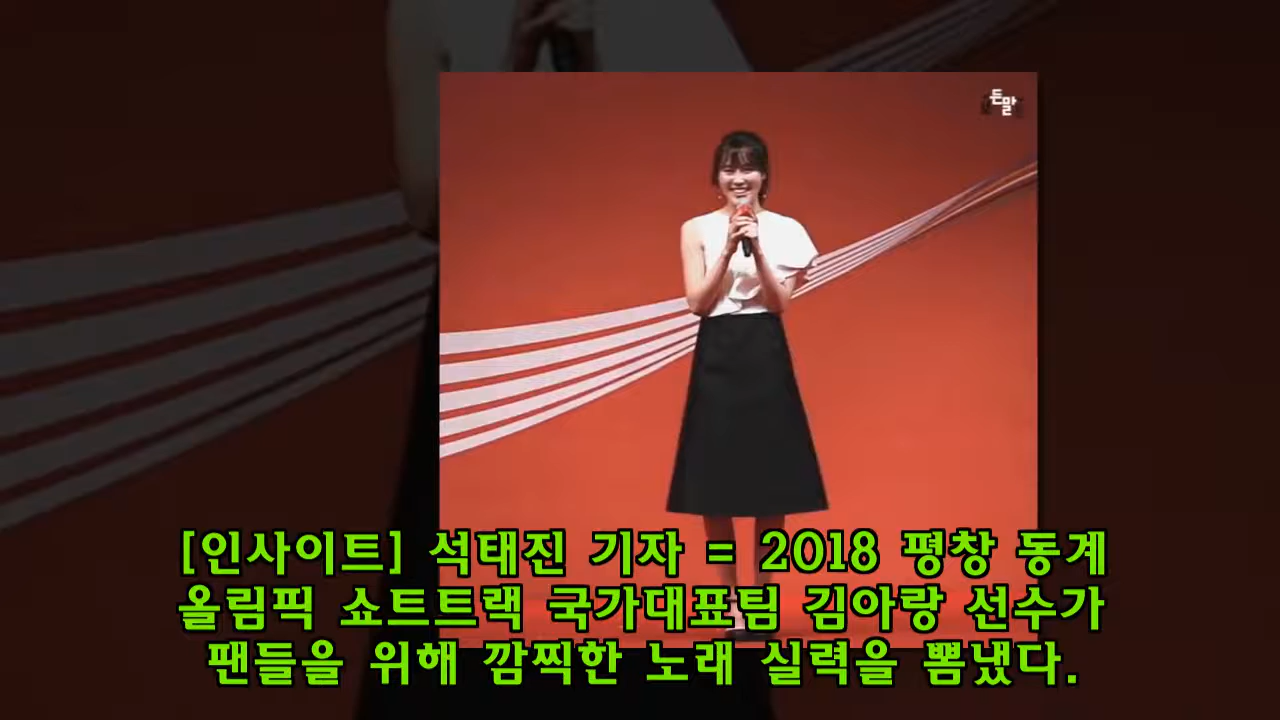 든말
[인사이트] 석태진 기자 = 2018 평창 동계
올림픽 쇼트트랙 국가대표팀 김아랑 선수가
팬들을 위해 깜찍한 노래 실력을 뽐냈다.